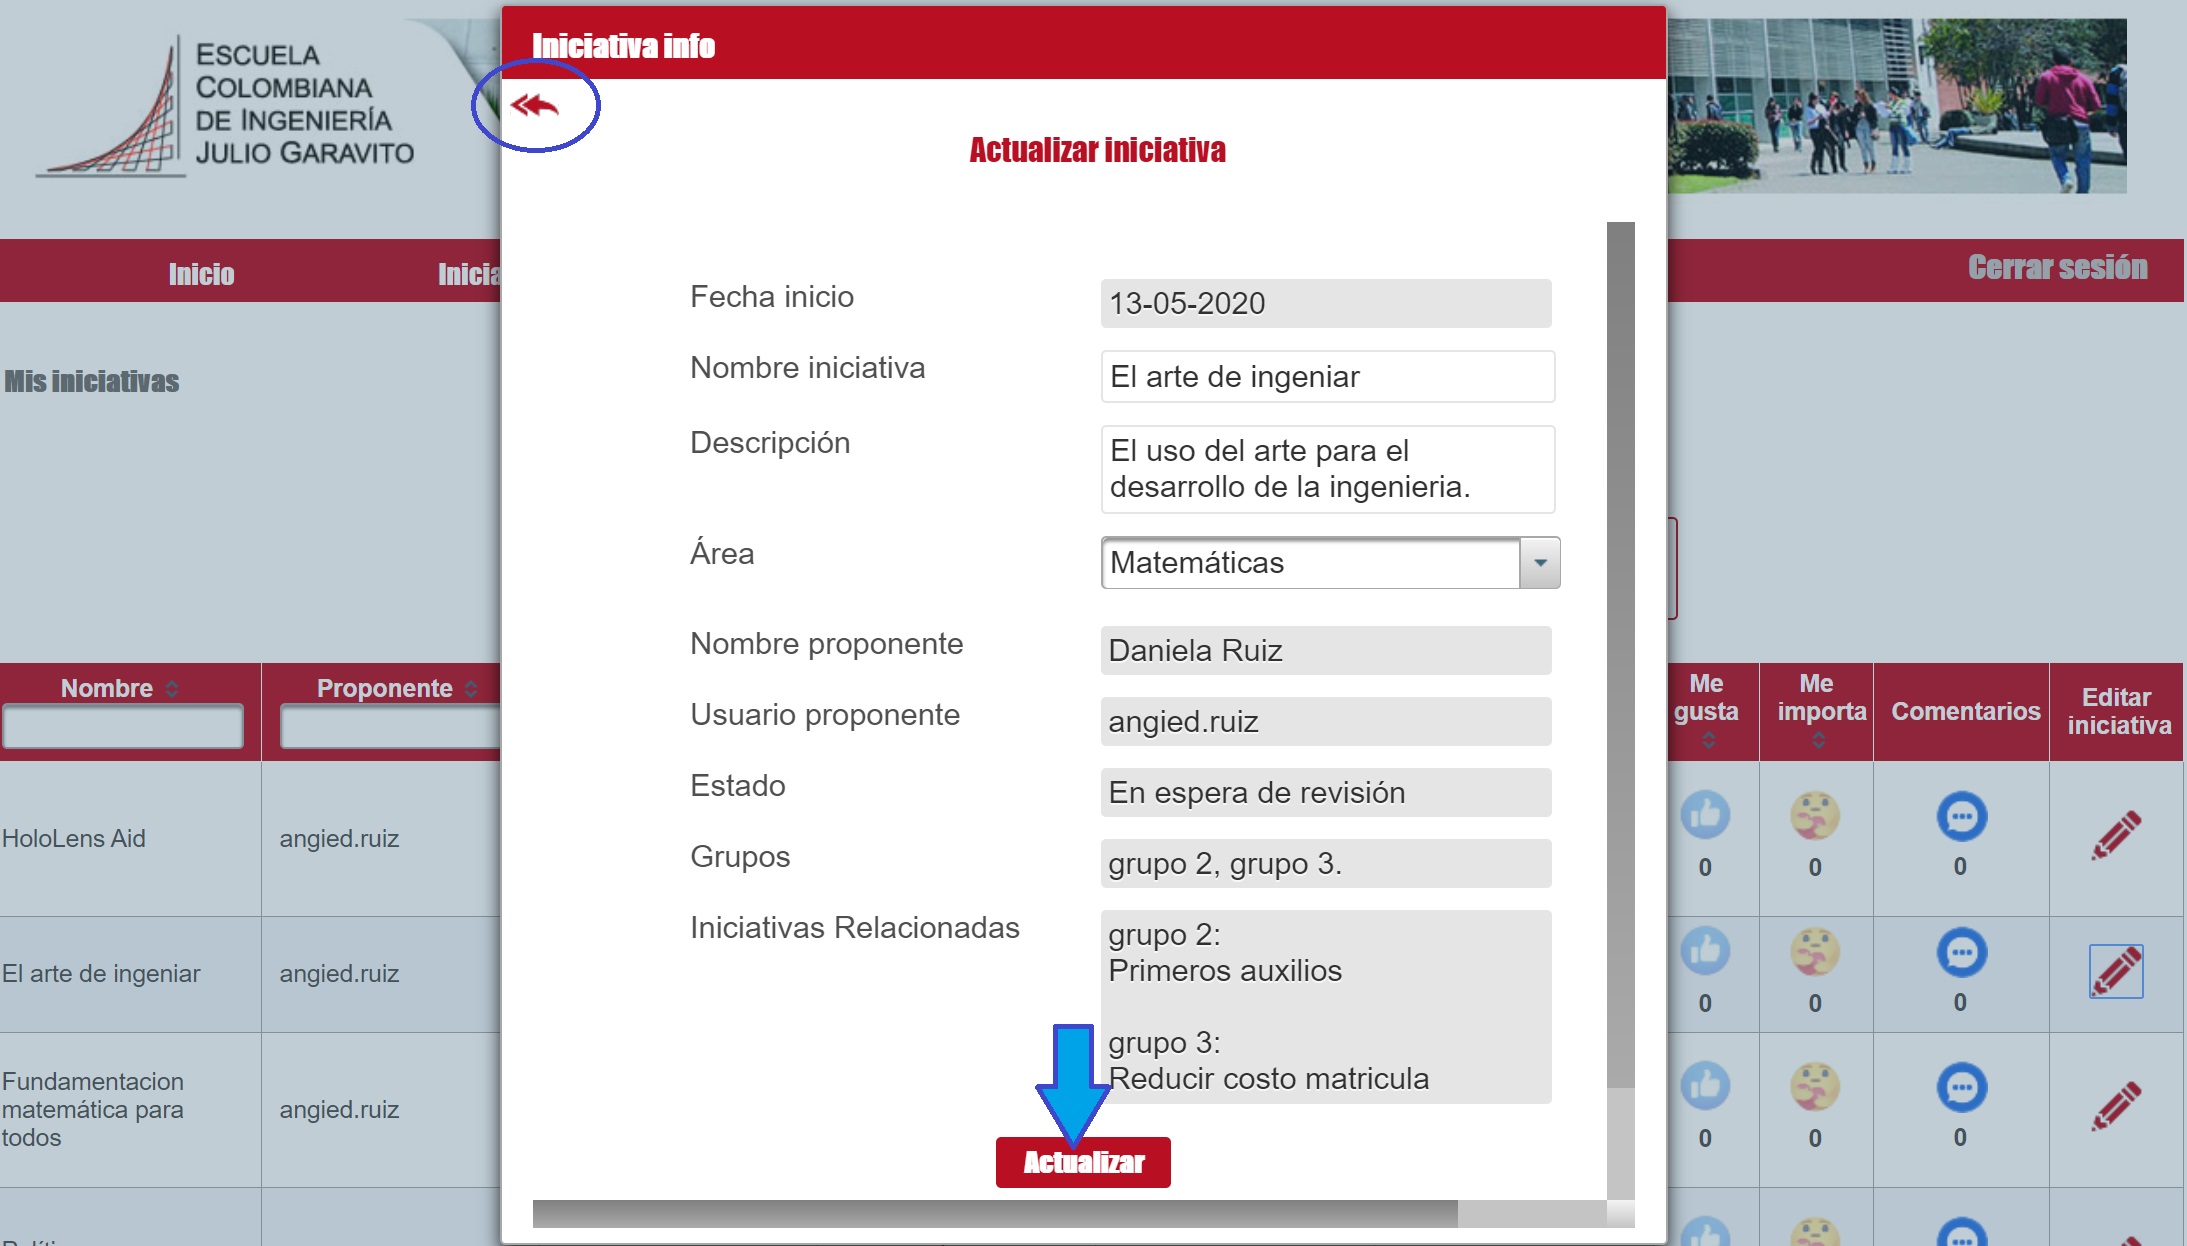 ESCUELA
COLOMBIANA
DE INGENIERÍA
JULIO GARAVITO
Inicio
Inicia
Cerrar sesión
Mis iniciativas
Iniciativa info
Actualizar iniciativa
Fecha inicio
13-05-2020
Nombre iniciativa
El arte de ingeniar
Descripción
El uso del arte para el
desarrollo de la ingenieria.
Área
Matemáticas
Nombre proponente
Daniela Ruiz
Usuario proponente
angied.ruiz
Estado
En espera de revisión
Grupos
grupo 2, grupo 3.
Iniciativas Relacionadas
grupo 2:
Primeros auxilios
grupo 3:
Reducir costo matricula
Actualizar
Nombre
Proponente
Me
gusta
Me
importa
Comentarios
Editar
iniciativa
HoloLens Aid
angied.ruiz
0
0
0
El arte de ingeniar
angied.ruiz
0
0
0
Fundamentacion
matemática para
todos
angied.ruiz
0
0
0